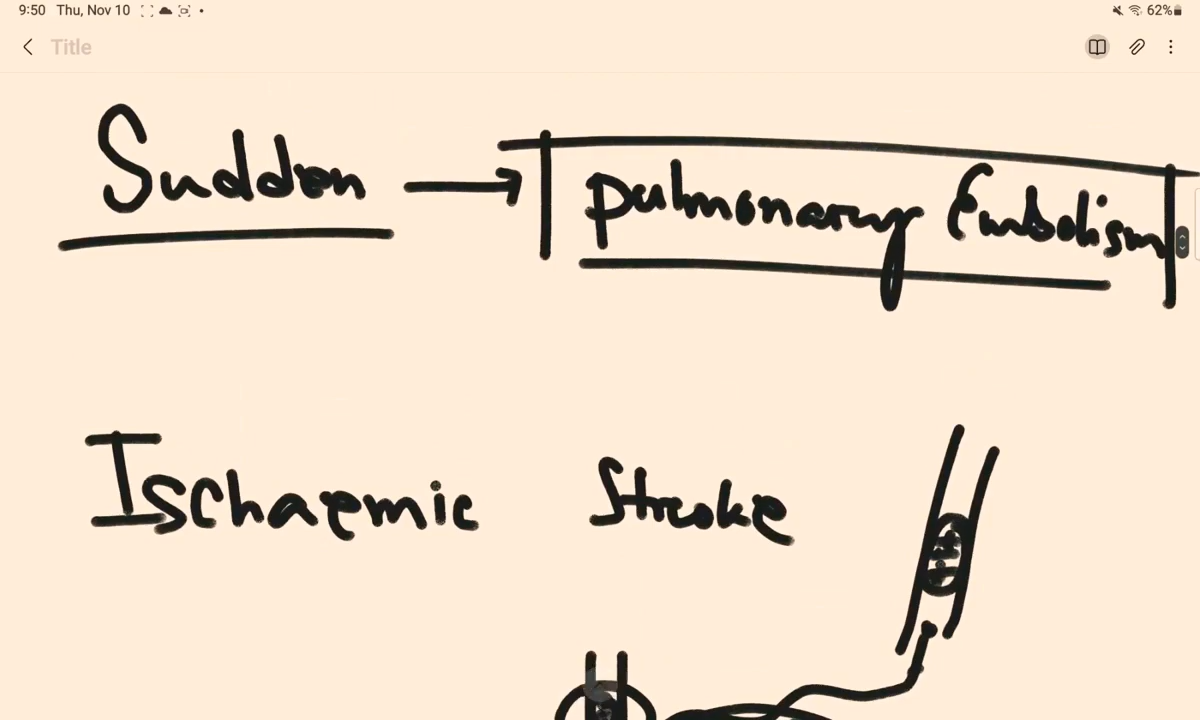 9:50 Thu, Nov 10 62%
Title
Sudden → pulmonary Embolism
Ischaemic Stroke